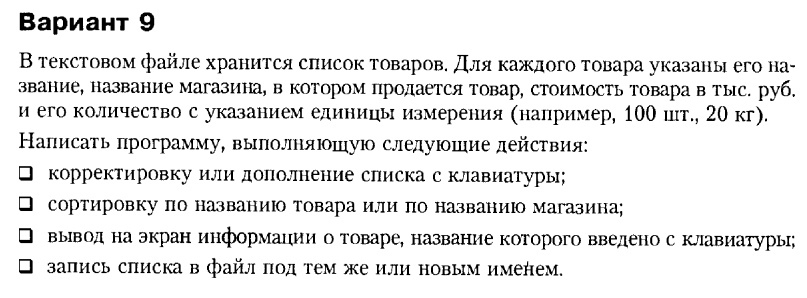 Вариант 9
В текстовом файле хранится список товаров. Для каждого товара указаны его на-
звание, название магазина, в котором продается товар, стоимость товара в тыс. руб.
и его количество с указанием единицы измерения (например, 100 шт., 20 кг).
Написать программу, выполняющую следующие действия:
❑ корректировку или дополнение списка с клавиатуры;
❑ сортировку по названию товара или по названию магазина;
❑ вывод на экран информации о товаре, название которого введено с клавиатуры;
❑ запись списка в файл под тем же или новым именем.